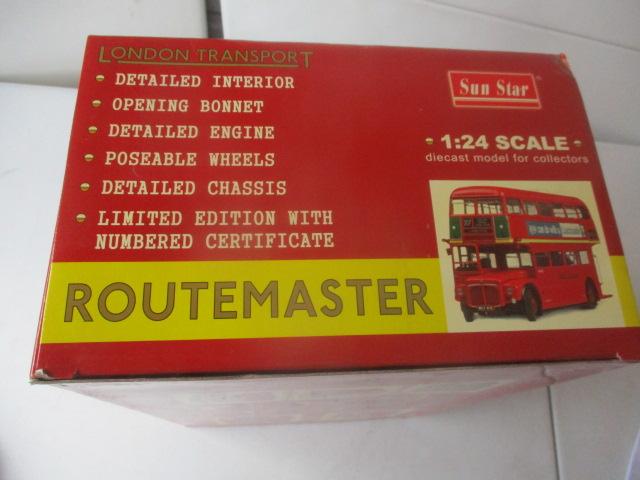 LONDON TRANSPORT
• DETAILED INTERIOR
• OPENING BONNET
• DETAILED ENGINE
• POSEABLE WHEELS
• DETAILED CHASSIS
• LIMITED EDITION WITH
NUMBERED CERTIFICATE
Sun Star
• 1:24 SCALE •
diecast model for collectors
ROUTEMASTER